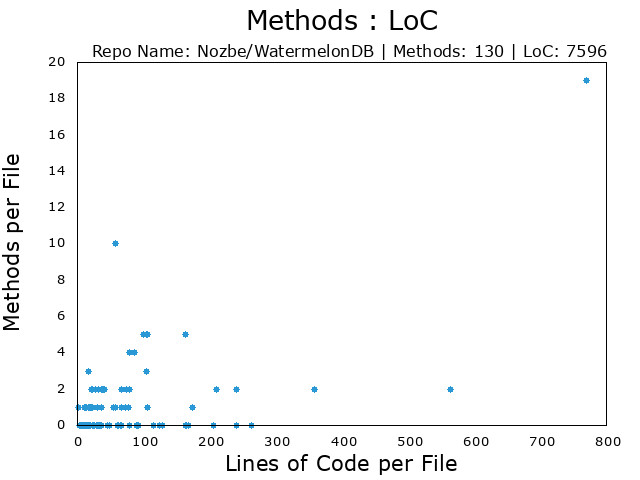 Methods : LoC
Repo Name: Nozbe/WatermelonDB | Methods: 130 | LoC: 7596
Methods per File
20
18
16
14
12
10
8
6
4
2
0
0 100 200 300 400 500 600 700 800
Lines of Code per File